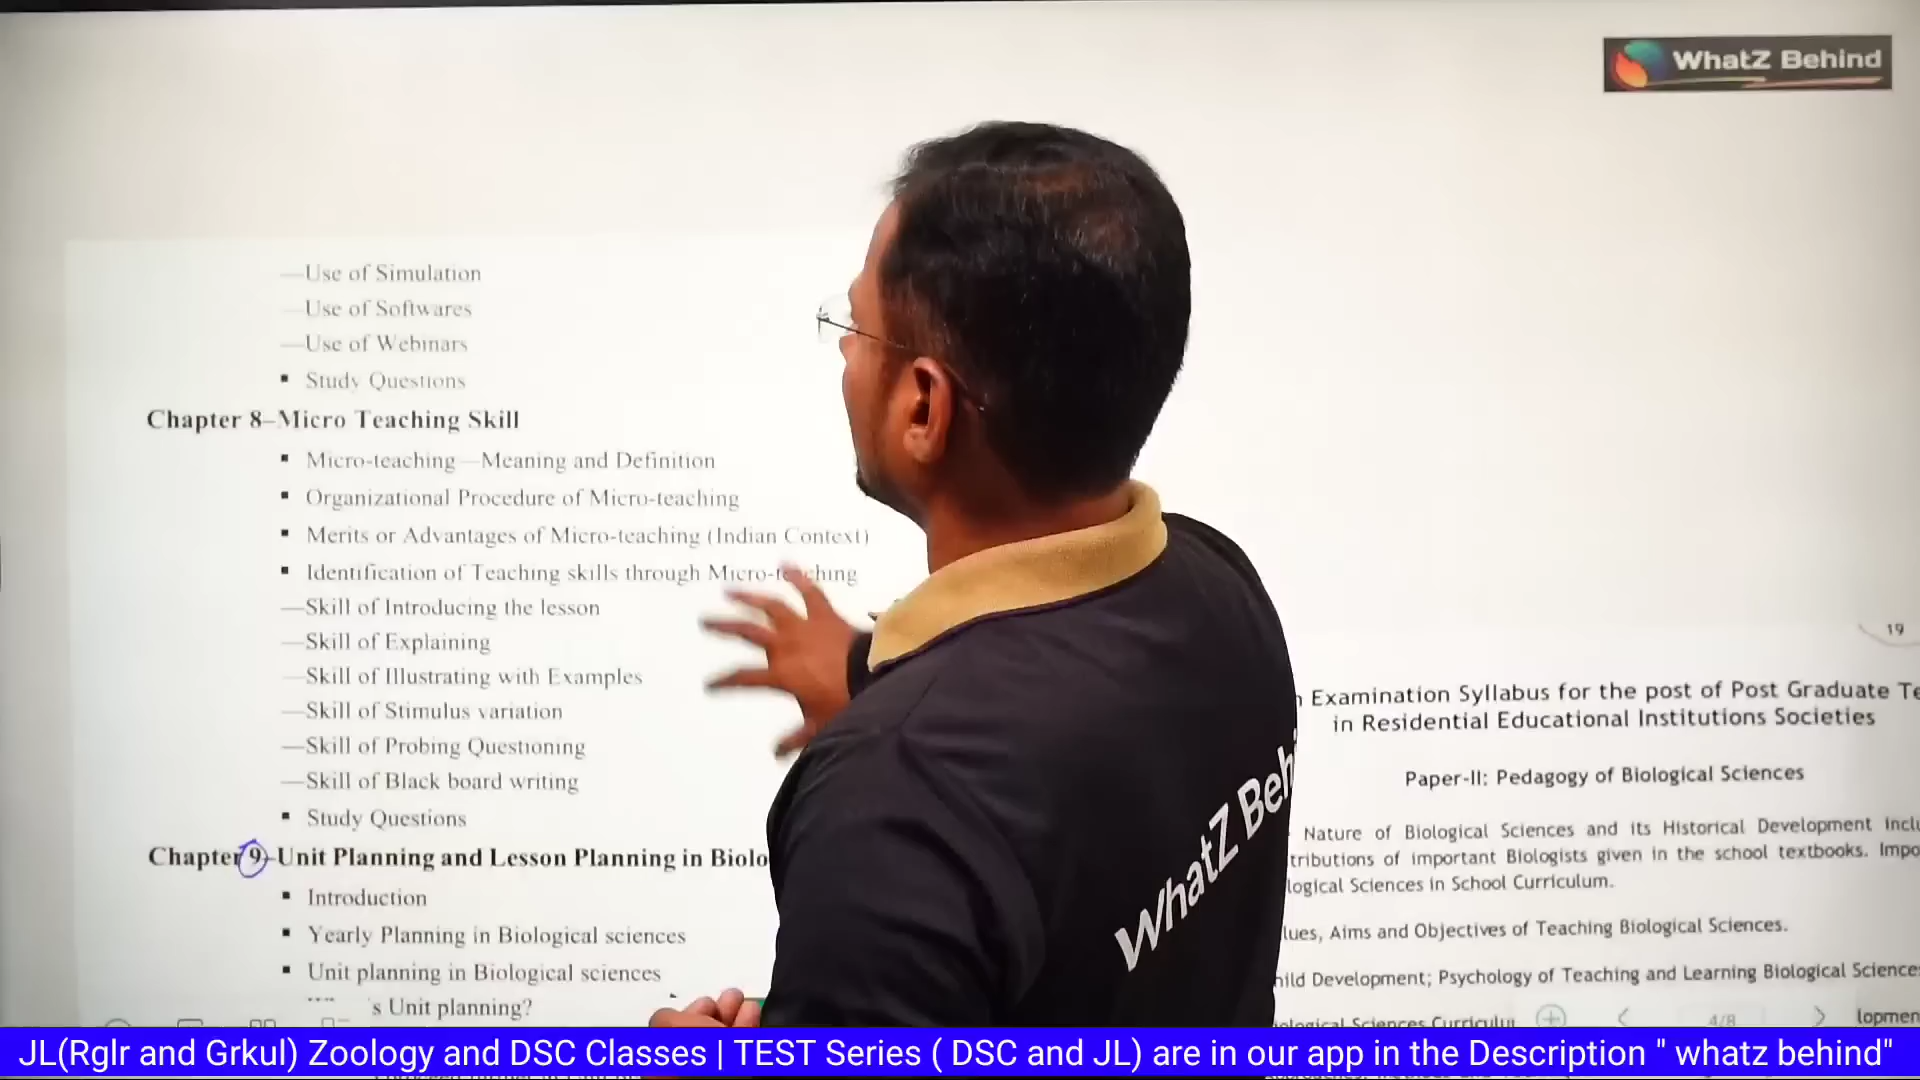 WhatZ Behind
—Use of Simulation
—Use of Softwares
—Use of Webinars
▪ Study Questions
Chapter 8–Micro Teaching Skill
▪ Micro-teaching—Meaning and Definition
▪ Organizational Procedure of Micro-teaching
▪ Merits or Advantages of Micro-teaching (Indian Context)
▪ Identification of Teaching skills through Micro-teaching
—Skill of Introducing the lesson
—Skill of Explaining
—Skill of Illustrating with Examples
—Skill of Stimulus variation
—Skill of Probing Questioning
—Skill of Black board writing
▪ Study Questions
Chapter 9–Unit Planning and Lesson Planning in Biolo
▪ Introduction
▪ Yearly Planning in Biological sciences
▪ Unit planning in Biological sciences
's Unit planning?
WhatZ Behi
19
Examination Syllabus for the post of Post Graduate Te
in Residential Educational Institutions Societies
Paper-II: Pedagogy of Biological Sciences
Nature of Biological Sciences and its Historical Development inclu
tributions of important Biologists given in the school textbooks. Impo
logical Sciences in School Curriculum.
lues, Aims and Objectives of Teaching Biological Sciences.
hild Development; Psychology of Teaching and Learning Biological Sciences
ological Sciences Curriculu
4/8
lopmen
JL(Rglr and Grkul) Zoology and DSC Classes | TEST Series ( DSC and JL) are in our app in the Description " whatz behind"